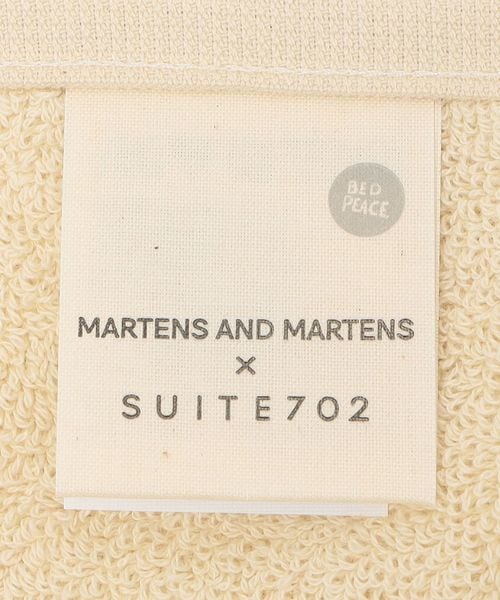 BED
PEACE
MARTENS AND MARTENS
×
SUITE702